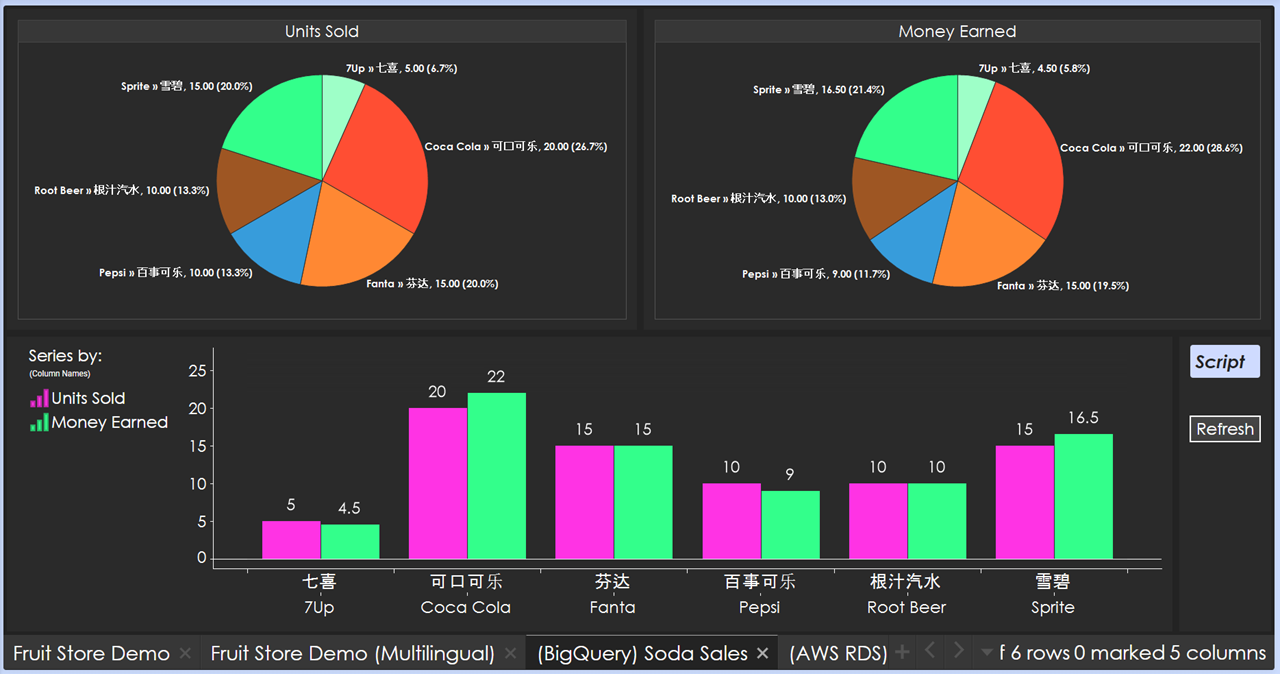 Units Sold
7Up » 七喜, 5.00 (6.7%)
Sprite » 雪碧, 15.00 (20.0%)
Coca Cola » 可口可乐, 20.00 (26.7%)
Root Beer » 根汁汽水, 10.00 (13.3%)
Pepsi » 百事可乐, 10.00 (13.3%)
Fanta » 芬达, 15.00 (20.0%)
Money Earned
7Up » 七喜, 4.50 (5.8%)
Sprite » 雪碧, 16.50 (21.4%)
Coca Cola » 可口可乐, 22.00 (28.6%)
Root Beer » 根汁汽水, 10.00 (13.0%)
Pepsi » 百事可乐, 9.00 (11.7%)
Fanta » 芬达, 15.00 (19.5%)
Series by:
(Column Names)
Units Sold
Money Earned
25
20
15
10
5
0
5 4.5
20 22
15 15
10 9
10 10
15 16.5
七喜 可口可乐 芬达 百事可乐 根汁汽水 雪碧
7Up Coca Cola Fanta Pepsi Root Beer Sprite
Script
Refresh
Fruit Store Demo × Fruit Store Demo (Multilingual) × (BigQuery) Soda Sales × (AWS RDS) + f 6 rows 0 marked 5 columns